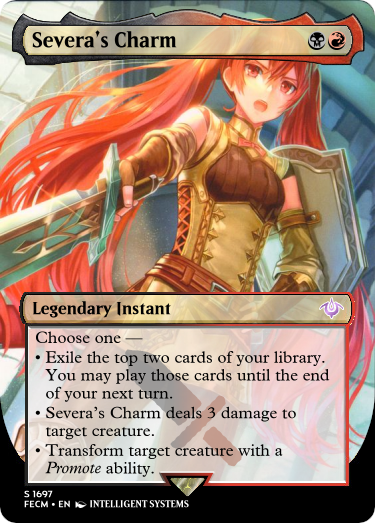 Severa's Charm
Legendary Instant
Choose one —
• Exile the top two cards of your library.
You may play those cards until the end
of your next turn.
• Severa's Charm deals 3 damage to
target creature.
• Transform target creature with a
Promote ability.
S 1697
FECM • EN INTELLIGENT SYSTEMS